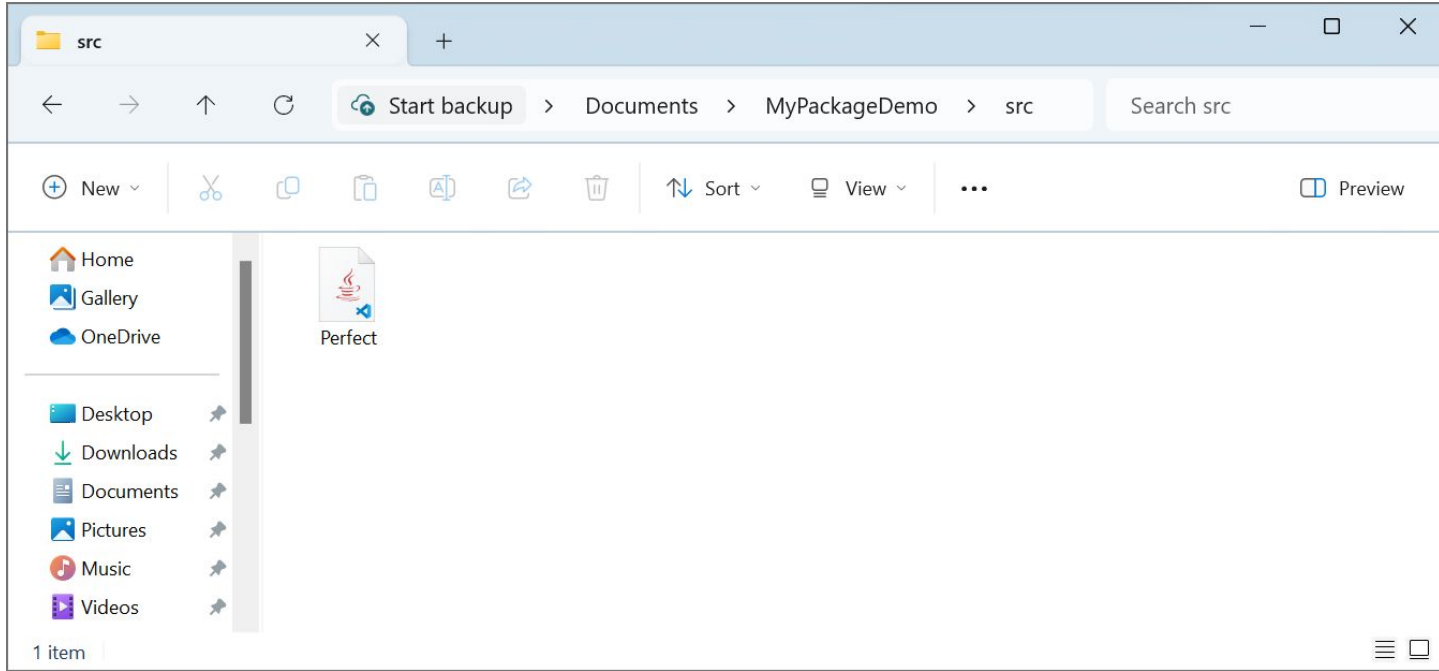 src
Start backup > Documents > MyPackageDemo > src
Search src
New
Sort
View
Preview
Home
Gallery
OneDrive
Perfect
Desktop
Downloads
Documents
Pictures
Music
Videos
1 item